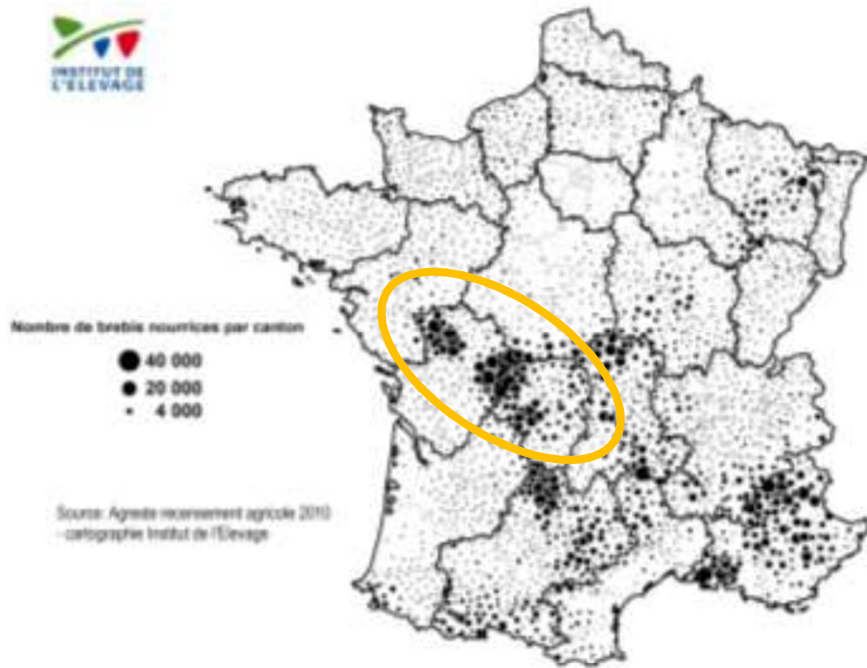 INSTITUT DE
L'ELEVAGE
Nombre de brebis nourrices par canton
40 000
20 000
4 000
Source: Agreste recensement agricole 2010
- cartographie Institut de l'Elevage